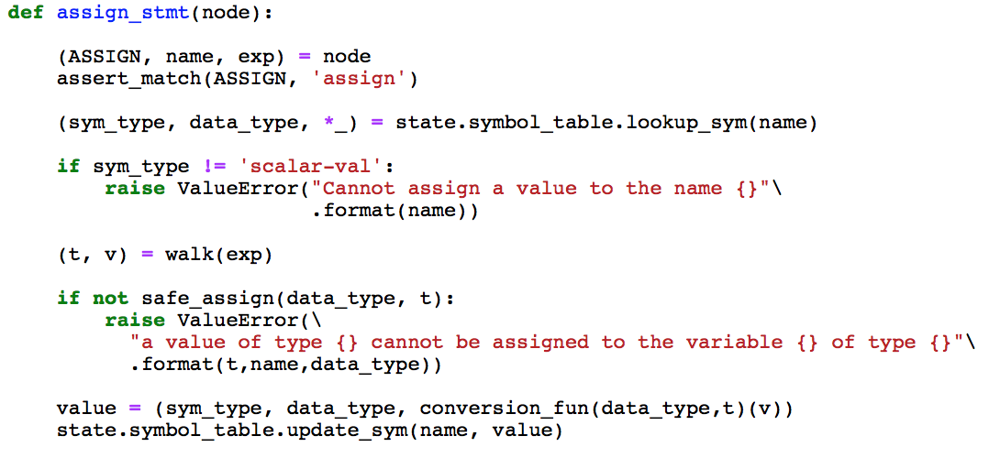 def assign_stmt(node):
(ASSIGN, name, exp) = node
assert_match(ASSIGN, 'assign')
(sym_type, data_type, *_) = state.symbol_table.lookup_sym(name)
if sym_type != 'scalar-val':
raise ValueError("Cannot assign a value to the name {}"\
.format(name))
(t, v) = walk(exp)
if not safe_assign(data_type, t):
raise ValueError(\
"a value of type {} cannot be assigned to the variable {} of type {}"\
.format(t,name,data_type))
value = (sym_type, data_type, conversion_fun(data_type,t)(v))
state.symbol_table.update_sym(name, value)